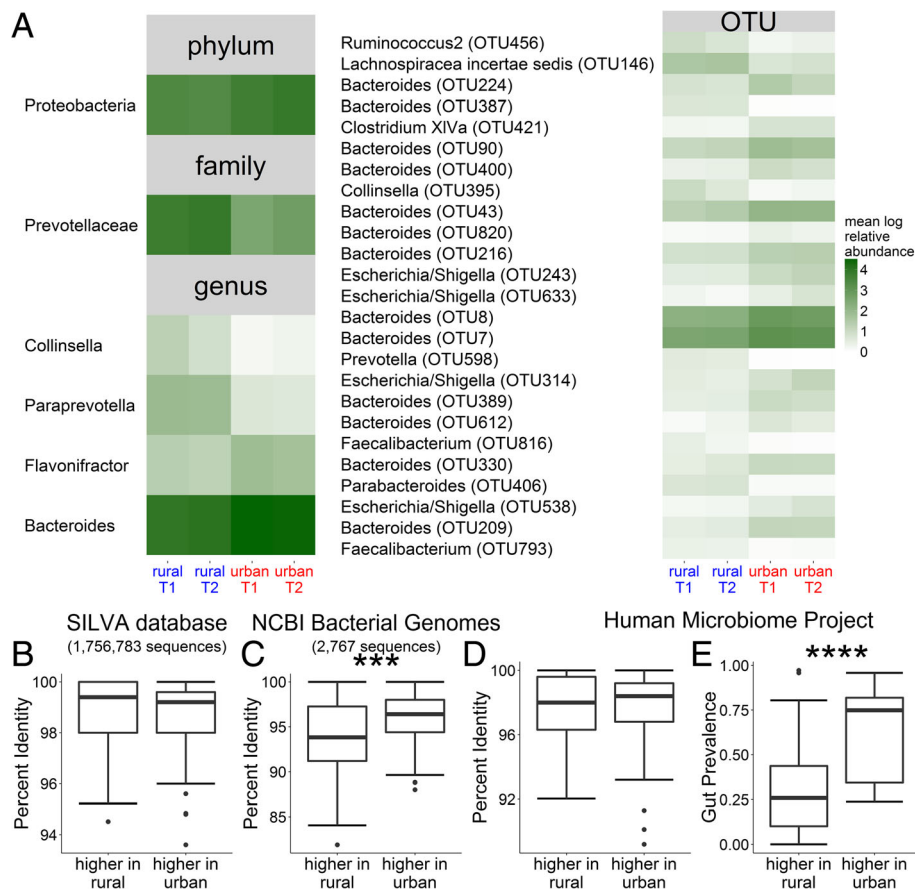 A
phylum
Proteobacteria
family
Prevotellaceae
genus
Collinsella
Paraprevotella
Flavonifractor
Bacteroides
rural T1
rural T2
urban T1
urban T2
Ruminococcus2 (OTU456)
Lachnospiracea incertae sedis (OTU146)
Bacteroides (OTU224)
Bacteroides (OTU387)
Clostridium XlVa (OTU421)
Bacteroides (OTU90)
Bacteroides (OTU400)
Collinsella (OTU395)
Bacteroides (OTU43)
Bacteroides (OTU820)
Bacteroides (OTU216)
Escherichia/Shigella (OTU243)
Escherichia/Shigella (OTU633)
Bacteroides (OTU8)
Bacteroides (OTU7)
Prevotella (OTU598)
Escherichia/Shigella (OTU314)
Bacteroides (OTU389)
Bacteroides (OTU612)
Faecalibacterium (OTU816)
Bacteroides (OTU330)
Parabacteroides (OTU406)
Escherichia/Shigella (OTU538)
Bacteroides (OTU209)
Faecalibacterium (OTU793)
OTU
rural T1
rural T2
urban T1
urban T2
mean log
relative
abundance
4
3
2
1
0
B
SILVA database
(1,756,783 sequences)
Percent Identity
100
98
96
94
higher in
rural
higher in
urban
C
NCBI Bacterial Genomes
(2,767 sequences)
***
Percent Identity
100
95
90
85
higher in
rural
higher in
urban
Human Microbiome Project
D
Percent Identity
100
96
92
higher in
rural
higher in
urban
E
****
Gut Prevalence
1.00
0.75
0.50
0.25
0.00
higher in
rural
higher in
urban